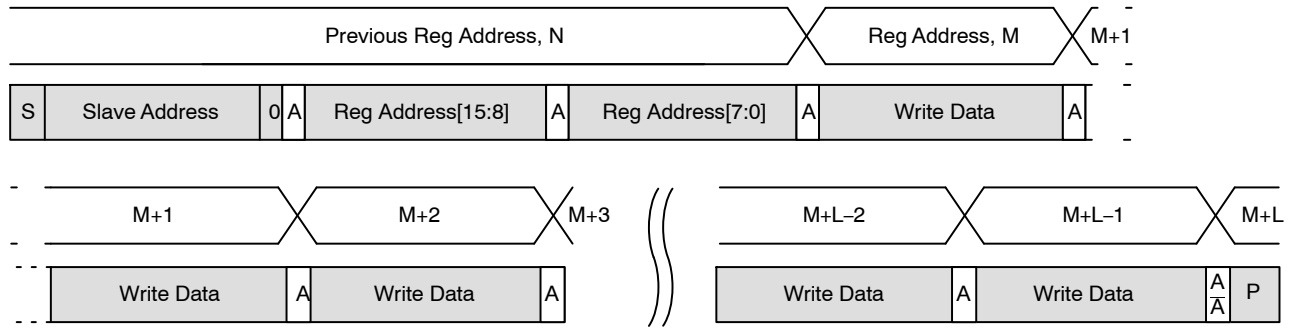 Previous Reg Address, N Reg Address, M M+1
S Slave Address 0 A Reg Address[15:8] A Reg Address[7:0] A Write Data A
M+1 M+2 M+3 M+L–2 M+L–1 M+L
Write Data A Write Data A Write Data A Write Data A/A̅ P